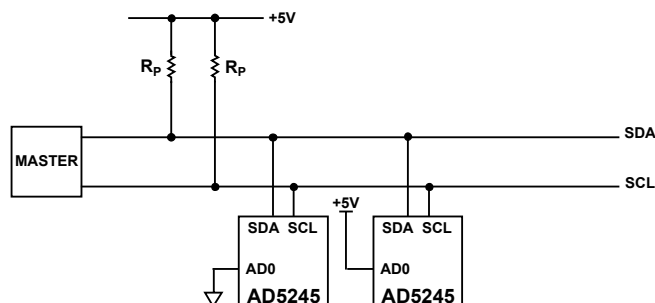 +5V
RP RP
SDA
MASTER
SCL
+5V
SDA SCL SDA SCL
AD0 AD0
AD5245 AD5245